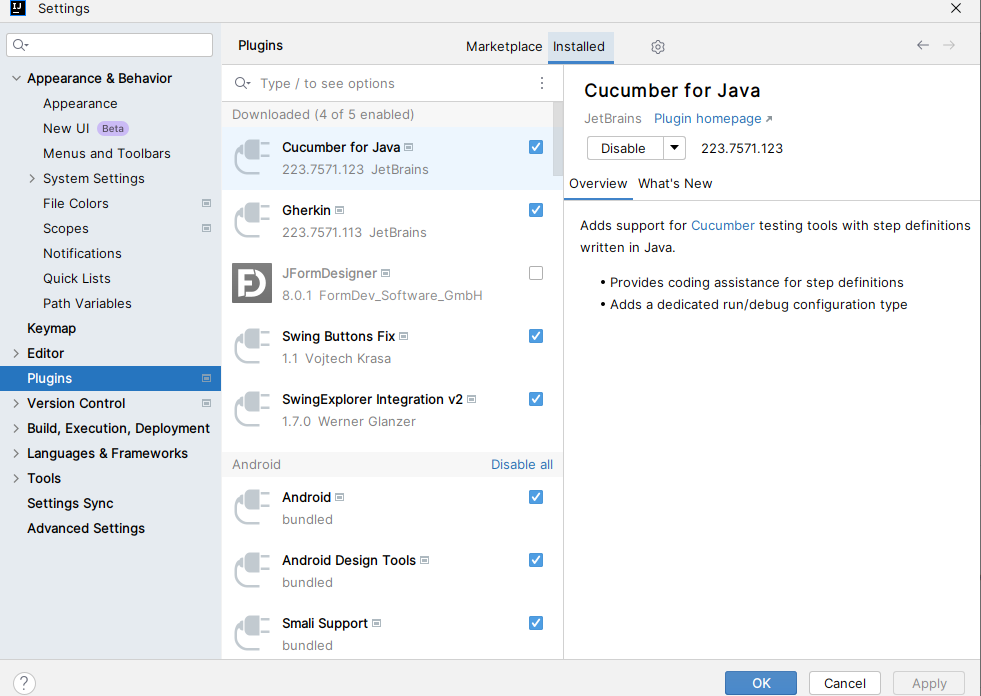 Settings
Plugins
Marketplace Installed
Type / to see options
Appearance & Behavior
Appearance
New UI Beta
Menus and Toolbars
System Settings
File Colors
Scopes
Notifications
Quick Lists
Path Variables
Keymap
Editor
Plugins
Version Control
Build, Execution, Deployment
Languages & Frameworks
Tools
Settings Sync
Advanced Settings
Downloaded (4 of 5 enabled)
Cucumber for Java
223.7571.123 JetBrains
Gherkin
223.7571.113 JetBrains
JFormDesigner
8.0.1 FormDev_Software_GmbH
Swing Buttons Fix
1.1 Vojtech Krasa
SwingExplorer Integration v2
1.7.0 Werner Glanzer
Android Disable all
Android
bundled
Android Design Tools
bundled
Smali Support
bundled
Cucumber for Java
JetBrains Plugin homepage ↗
Disable 223.7571.123
Overview What's New
Adds support for Cucumber testing tools with step definitions
written in Java.
• Provides coding assistance for step definitions
• Adds a dedicated run/debug configuration type
? OK Cancel Apply